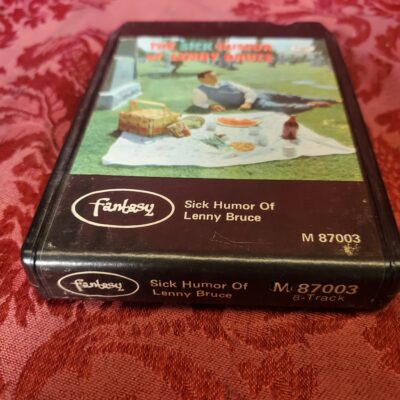 THE SICK HUMOR
OF LENNY BRUCE
Fantasy
Sick Humor Of
Lenny Bruce
M 87003
Fantasy
Sick Humor Of
Lenny Bruce
M 87003
8-Track